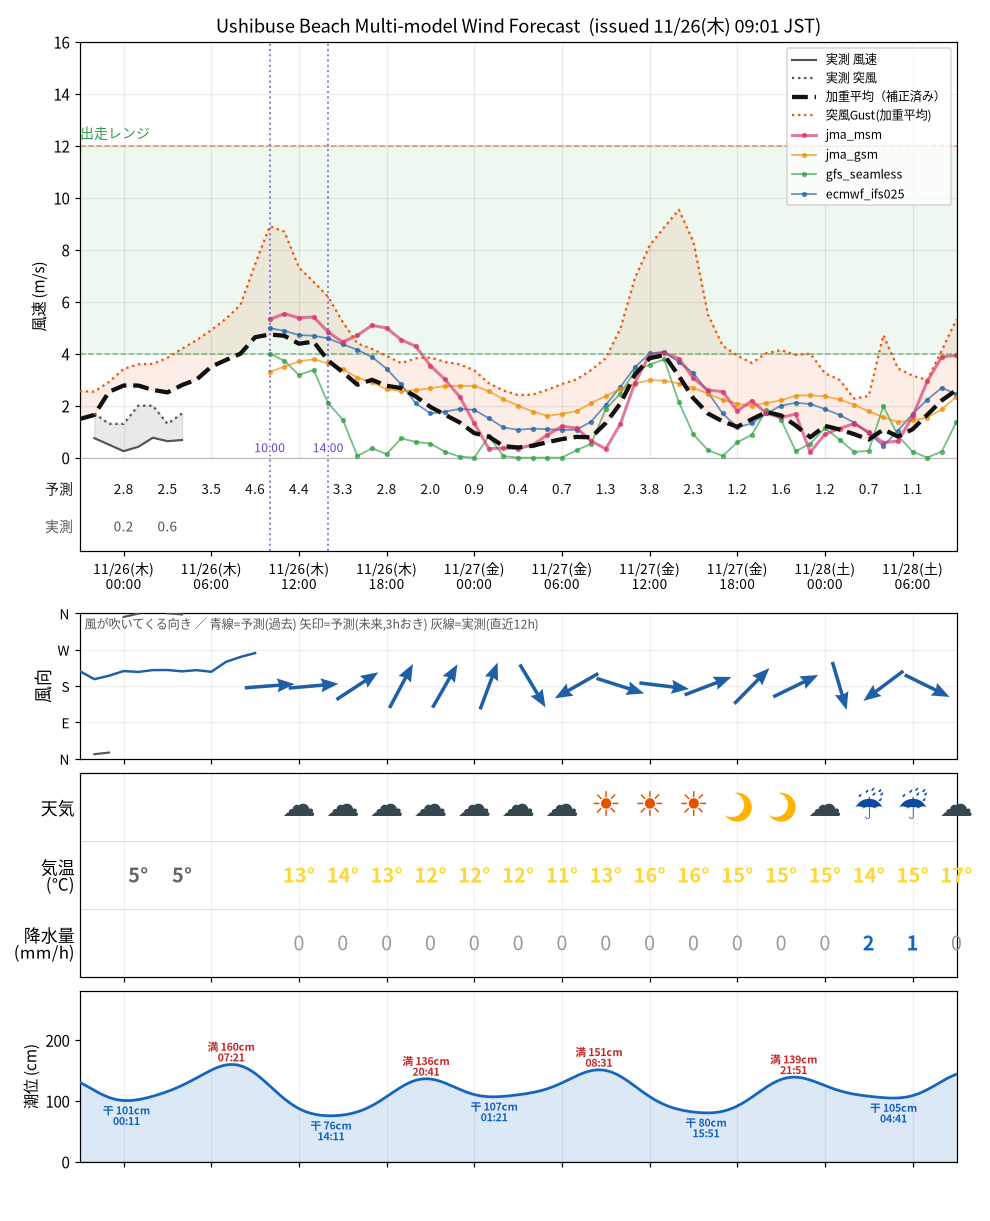 Ushibuse Beach Multi-model Wind Forecast (issued 11/26(木) 09:01 JST)
16
14
12
10
8
6
4
2
0
風速 (m/s)
出走レンジ
実測 風速
実測 突風
加重平均（補正済み）
突風Gust(加重平均)
jma_msm
jma_gsm
gfs_seamless
ecmwf_ifs025
10:00 14:00
予測 2.8 2.5 3.5 4.6 4.4 3.3 2.8 2.0 0.9 0.4 0.7 1.3 3.8 2.3 1.2 1.6 1.2 0.7 1.1
実測 0.2 0.6
11/26(木) 11/26(木) 11/26(木) 11/26(木) 11/27(金) 11/27(金) 11/27(金) 11/27(金) 11/28(土) 11/28(土)
00:00 06:00 12:00 18:00 00:00 06:00 12:00 18:00 00:00 06:00
風向
N
W
S
E
N
風が吹いてくる向き ／ 青線=予測(過去) 矢印=予測(未来,3hおき) 灰線=実測(直近12h)
天気
気温
(°C)
5° 5° 13° 14° 13° 12° 12° 12° 11° 13° 16° 16° 15° 15° 15° 14° 15° 17°
降水量
(mm/h)
0 0 0 0 0 0 0 0 0 0 0 0 0 2 1 0
潮位 (cm)
200
100
0
満 160cm
07:21
満 136cm
20:41
満 151cm
08:31
満 139cm
21:51
干 101cm
00:11
干 76cm
14:11
干 107cm
01:21
干 80cm
15:51
干 105cm
04:41